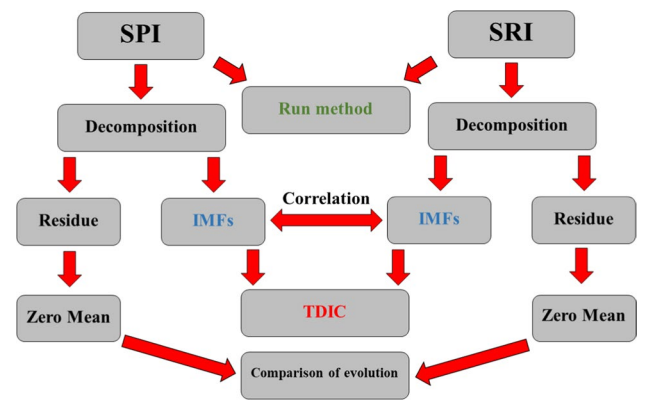 SPI
SRI
Run method
Decomposition
Decomposition
Correlation
Residue
IMFs
IMFs
Residue
Zero Mean
TDIC
Zero Mean
Comparison of evolution